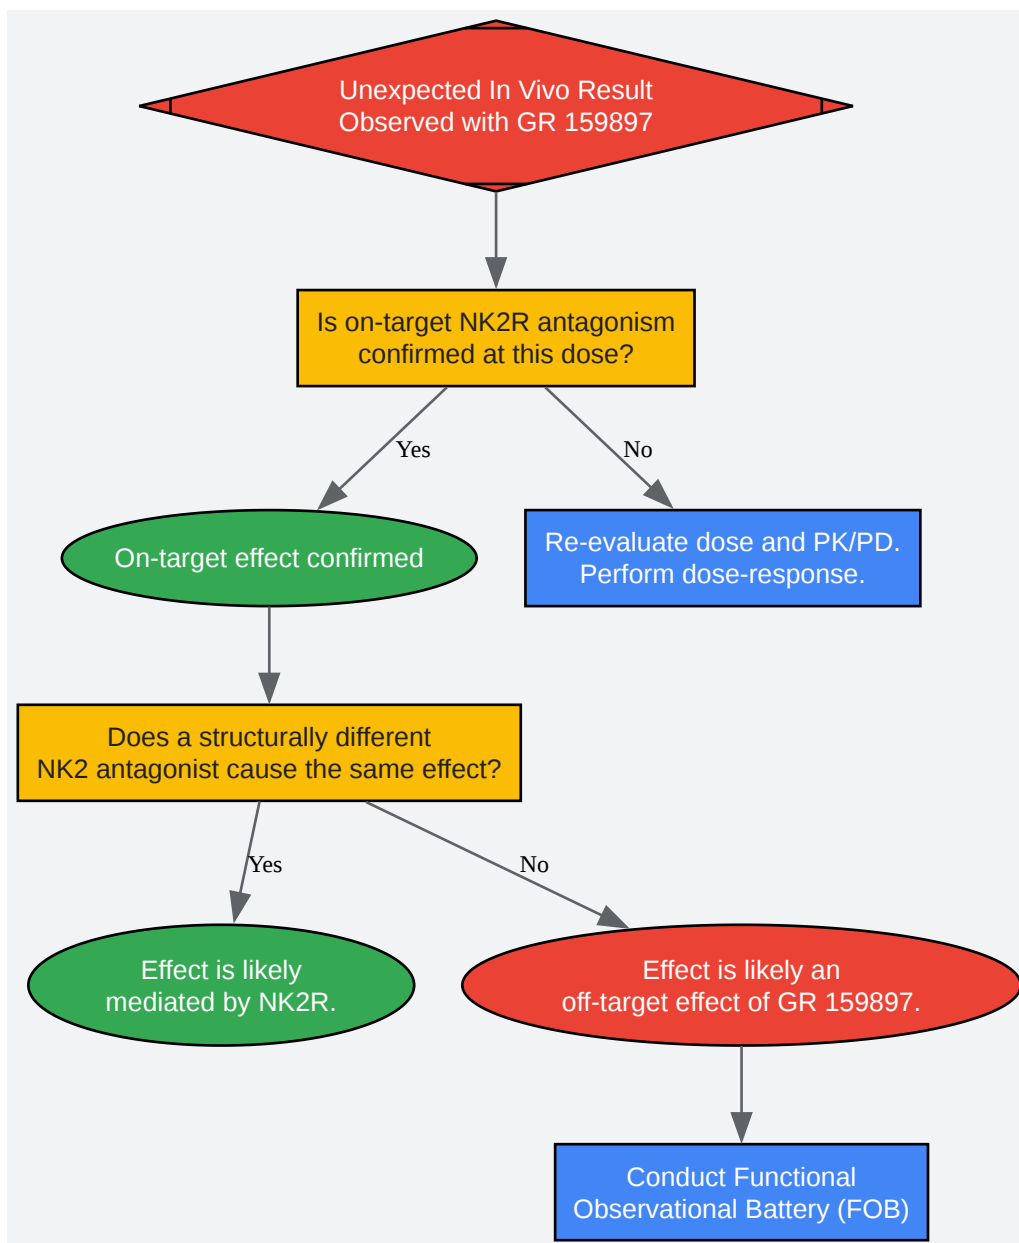 Unexpected In Vivo Result
Observed with GR 159897
Is on-target NK2R antagonism
confirmed at this dose?
Yes
No
On-target effect confirmed
Re-evaluate dose and PK/PD.
Perform dose-response.
Does a structurally different
NK2 antagonist cause the same effect?
Yes
No
Effect is likely
mediated by NK2R.
Effect is likely an
off-target effect of GR 159897.
Conduct Functional
Observational Battery (FOB)